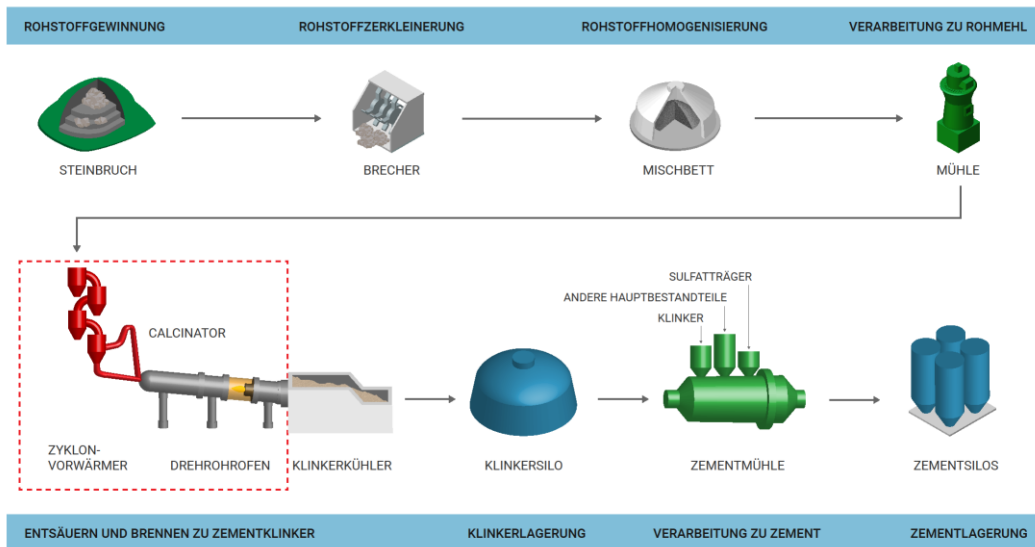 ROHSTOFFGEWINNUNG
ROHSTOFFZERKLEINERUNG
ROHSTOFFHOMOGENISIERUNG
VERARBEITUNG ZU ROHMEHL
STEINBRUCH
BRECHER
MISCHBETT
MÜHLE
SULFATTRÄGER
ANDERE HAUPTBESTANDTEILE
KLINKER
CALCINATOR
ZYKLON-
VORWÄRMER
DREHROHROFEN
KLINKERKÜHLER
KLINKERSILO
ZEMENTMÜHLE
ZEMENTSILOS
ENTSÄUERN UND BRENNEN ZU ZEMENTKLINKER
KLINKERLAGERUNG
VERARBEITUNG ZU ZEMENT
ZEMENTLAGERUNG